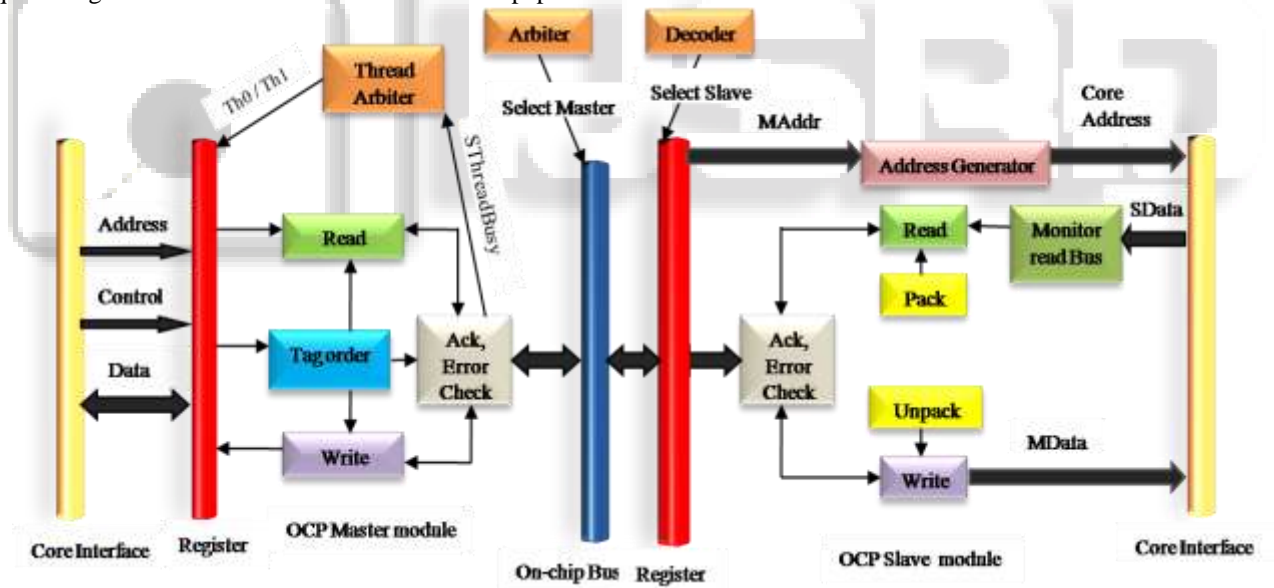 Arbiter
Decoder
Thread
Arbiter
Th0 / Th1
Select Master
Select Slave
MAddr
Core
Address
Address Generator
SThreadBusy
Address
Read
Read
Monitor
read Bus
SData
Pack
Control
Tag order
Ack,
Error
Check
Ack,
Error
Check
Data
Unpack
Write
Write
MData
Core Interface
Register
OCP Master module
On-chip Bus
Register
OCP Slave module
Core Interface